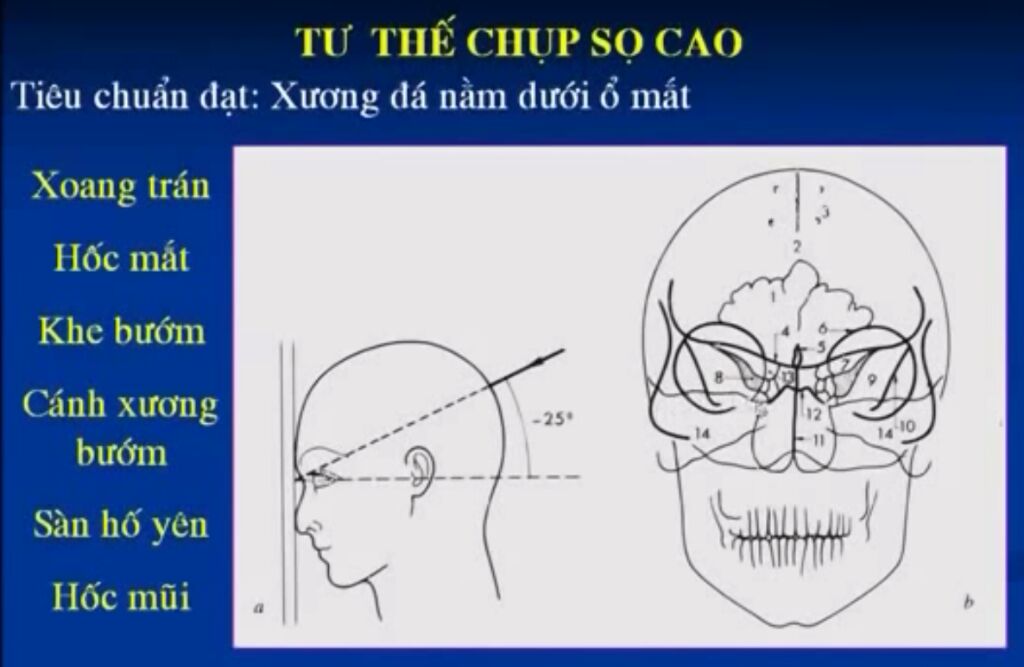 TƯ THẾ CHỤP SỌ CAO
Tiêu chuẩn đạt: Xương đá nằm dưới ổ mắt
Xoang trán
Hốc mắt
Khe bướm
Cánh xương
bướm
Sàn hố yên
Hốc mũi
-25°
a
3
2
1
4
6
5
7
8
13
9
12
10
14
11
14
b